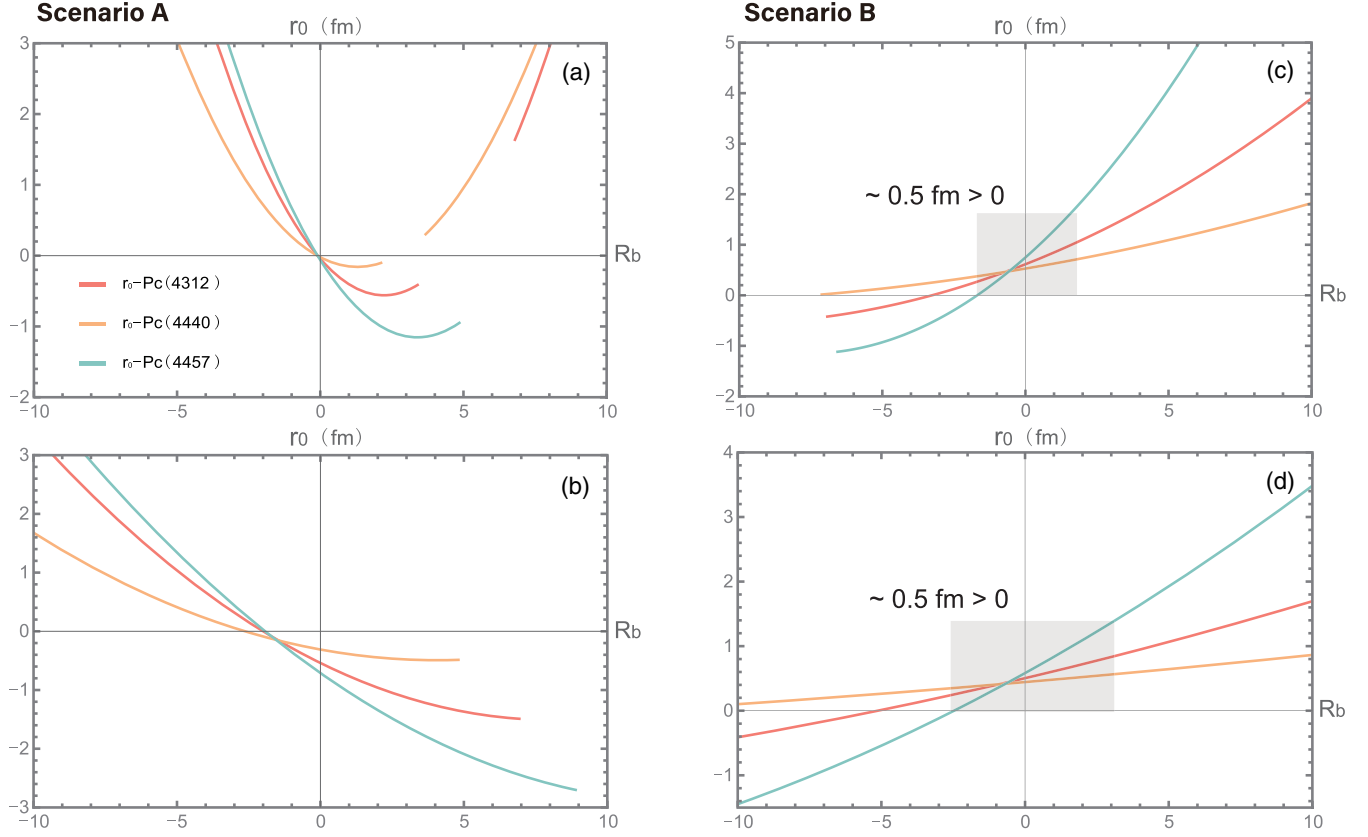 Scenario A
r0 (fm)
3
2
1
0
−1
−2
−10
−5
0
5
10
(a)
Rb
r₀−Pc(4312 )
r₀−Pc(4440 )
r₀−Pc(4457 )
Scenario B
r0 (fm)
5
4
3
2
1
0
−1
−2
−10
−5
0
5
10
(c)
~ 0.5 fm > 0
Rb
3
2
1
0
−1
−2
−3
−10
−5
0
5
10
(b)
r0 (fm)
Rb
r0 (fm)
4
3
2
1
0
−1
−10
−5
0
5
10
(d)
~ 0.5 fm > 0
Rb